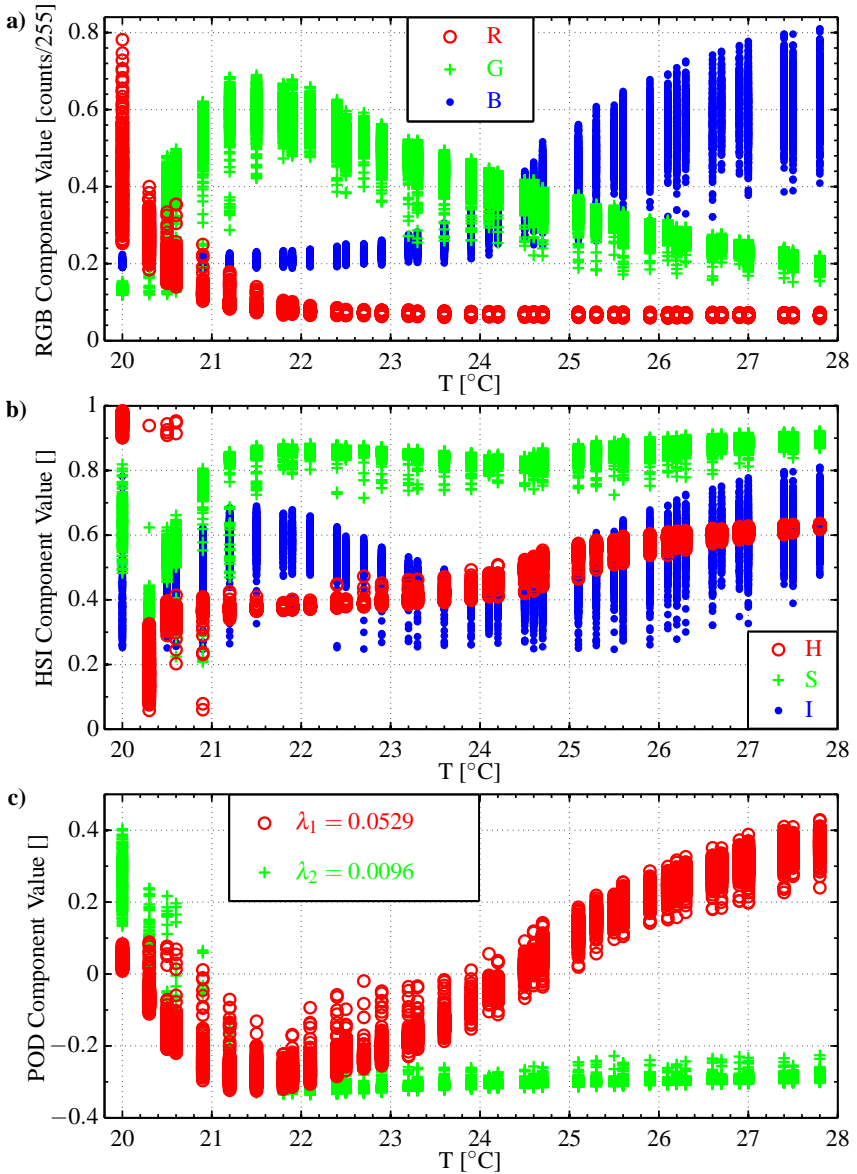 a)
RGB Component Value [counts/255]
0.8
0.6
0.4
0.2
0
R
G
B
20 21 22 23 24 25 26 27 28
T [°C]
b)
HSI Component Value []
1
0.8
0.6
0.4
0.2
0
H
S
I
20 21 22 23 24 25 26 27 28
T [°C]
c)
POD Component Value []
0.4
0.2
0
−0.2
−0.4
λ₁ = 0.0529
λ₂ = 0.0096
20 21 22 23 24 25 26 27 28
T [°C]